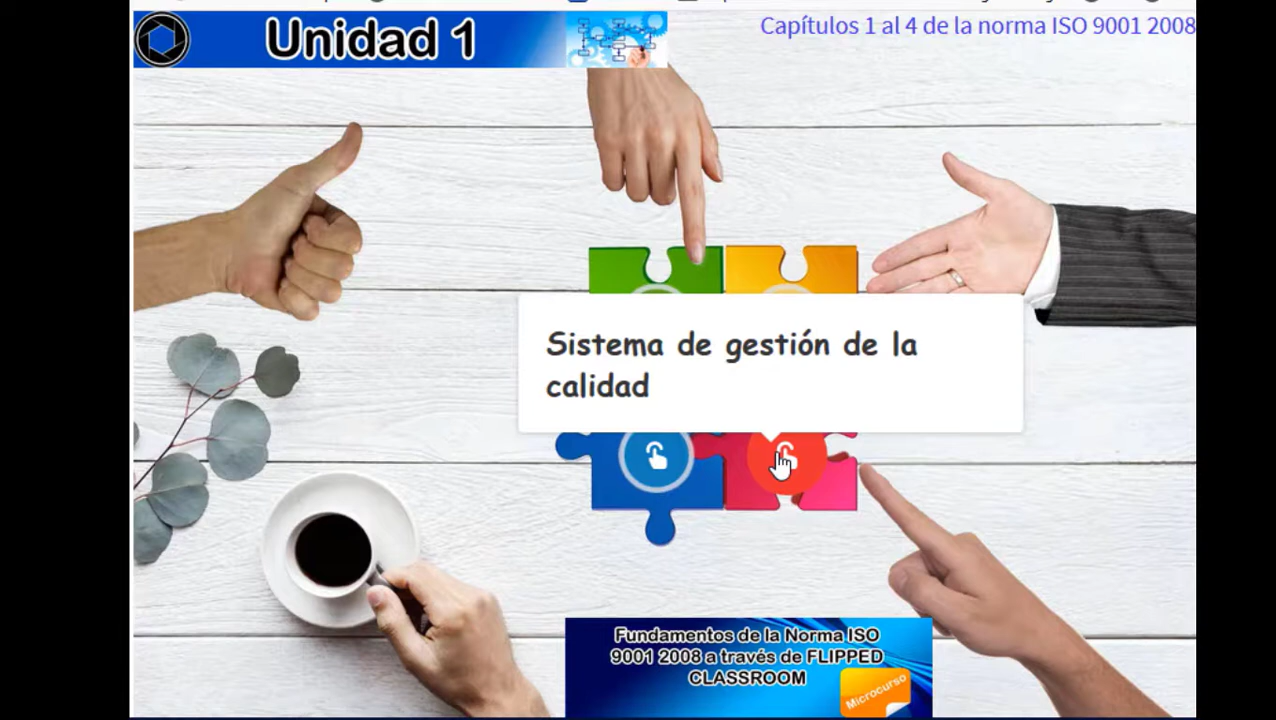 Unidad 1
Capítulos 1 al 4 de la norma ISO 9001 2008
Sistema de gestión de la
calidad
Fundamentos de la Norma ISO
9001 2008 a través de FLIPPED
CLASSROOM
Microcurso